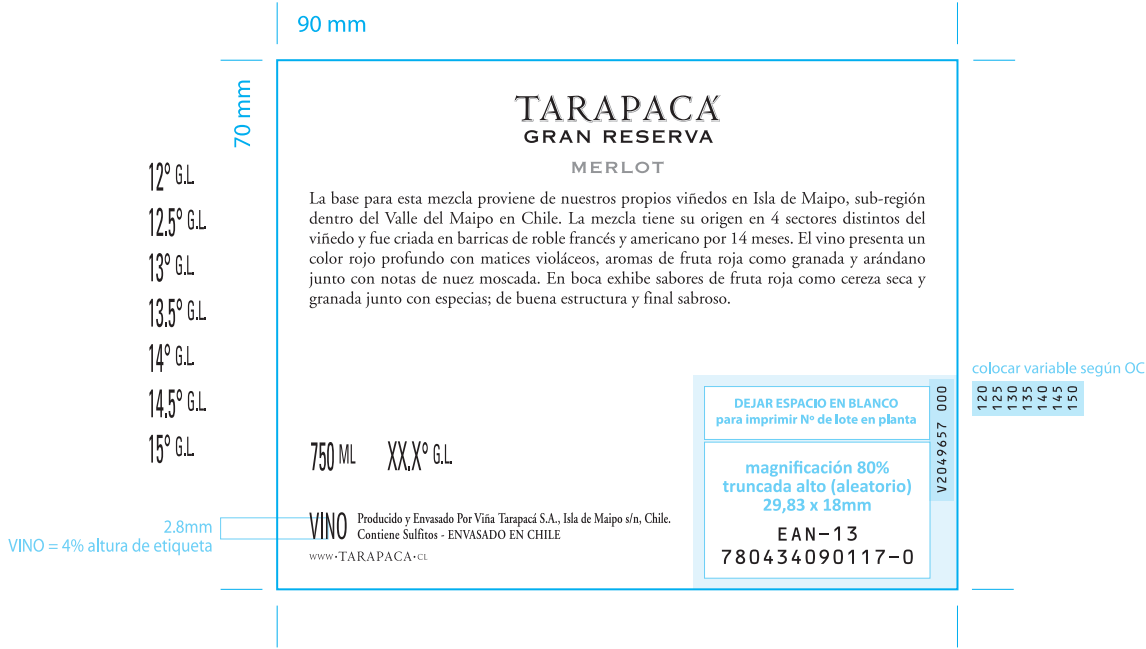 90 mm
70 mm
TARAPACÁ
GRAN RESERVA
MERLOT
La base para esta mezcla proviene de nuestros propios viñedos en Isla de Maipo, sub-región
dentro del Valle del Maipo en Chile. La mezcla tiene su origen en 4 sectores distintos del
viñedo y fue criada en barricas de roble francés y americano por 14 meses. El vino presenta un
color rojo profundo con matices violáceos, aromas de fruta roja como granada y arándano
junto con notas de nuez moscada. En boca exhibe sabores de fruta roja como cereza seca y
granada junto con especias; de buena estructura y final sabroso.
12° G.L.
12.5° G.L.
13° G.L.
13.5° G.L.
14° G.L.
14.5° G.L.
15° G.L.
750 ML XX.X° G.L.
VINO
Producido y Envasado Por Viña Tarapacá S.A., Isla de Maipo s/n, Chile.
Contiene Sulfitos - ENVASADO EN CHILE
www•TARAPACA•CL
2.8mm
VINO = 4% altura de etiqueta
DEJAR ESPACIO EN BLANCO
para imprimir Nº de lote en planta
magnificación 80%
truncada alto (aleatorio)
29,83 x 18mm
EAN-13
780434090117-0
V2049657 000
colocar variable según OC
120
125
130
135
140
145
150